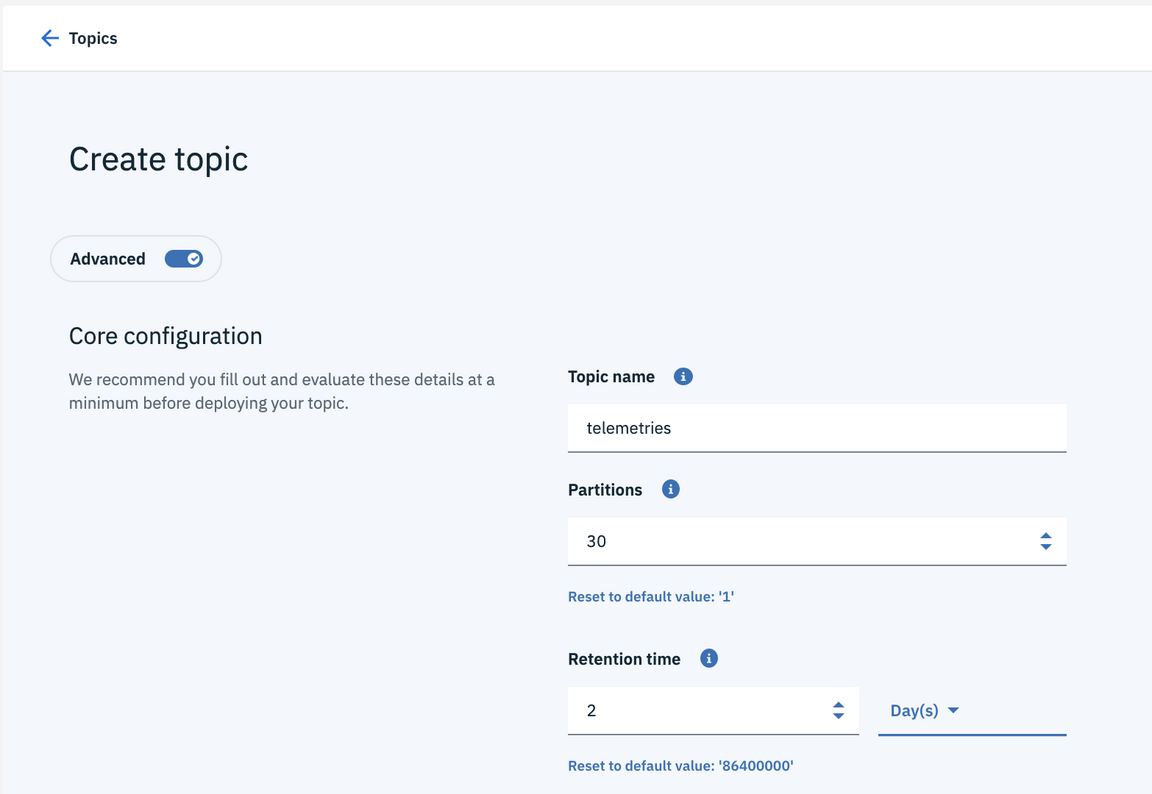 Topics
Create topic
Advanced
Core configuration
We recommend you fill out and evaluate these details at a
minimum before deploying your topic.
Topic name
telemetries
Partitions
30
Reset to default value: '1'
Retention time
2
Day(s)
Reset to default value: '86400000'